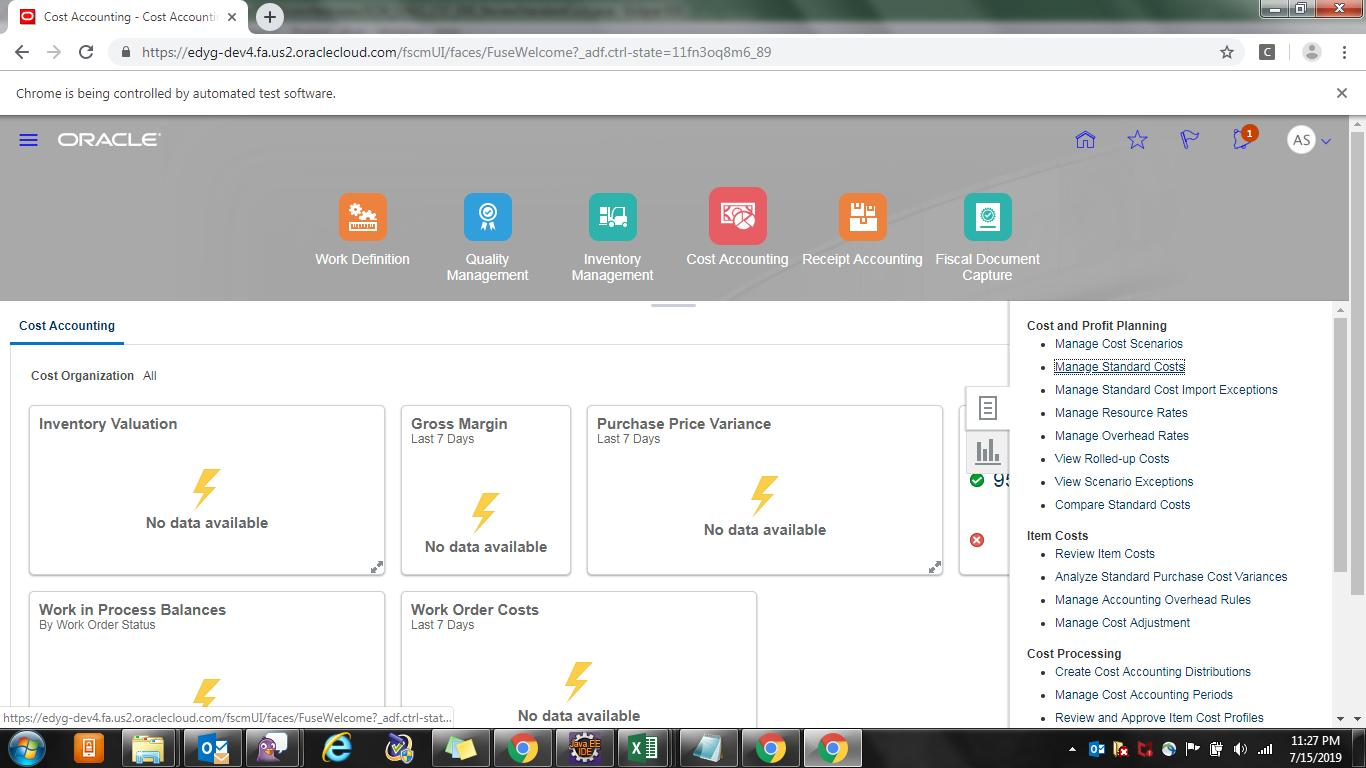 Cost Accounting - Cost Accounti
https://edyg-dev4.fa.us2.oraclecloud.com/fscmUI/faces/FuseWelcome?_adf.ctrl-state=11fn3oq8m6_89
C
Chrome is being controlled by automated test software.
ORACLE
1
AS
Work Definition
Quality
Management
Inventory
Management
Cost Accounting
Receipt Accounting
Fiscal Document
Capture
Cost Accounting
Cost Organization All
Inventory Valuation
No data available
Gross Margin
Last 7 Days
No data available
Purchase Price Variance
Last 7 Days
No data available
95
Work in Process Balances
By Work Order Status
Work Order Costs
Last 7 Days
No data available
Cost and Profit Planning
Manage Cost Scenarios
Manage Standard Costs
Manage Standard Cost Import Exceptions
Manage Resource Rates
Manage Overhead Rates
View Rolled-up Costs
View Scenario Exceptions
Compare Standard Costs
Item Costs
Review Item Costs
Analyze Standard Purchase Cost Variances
Manage Accounting Overhead Rules
Manage Cost Adjustment
Cost Processing
Create Cost Accounting Distributions
Manage Cost Accounting Periods
Review and Approve Item Cost Profiles
https://edyg-dev4.fa.us2.oraclecloud.com/fscmUI/faces/FuseWelcome?_adf.ctrl-stat...
Java EE
IDE
11:27 PM
7/15/2019